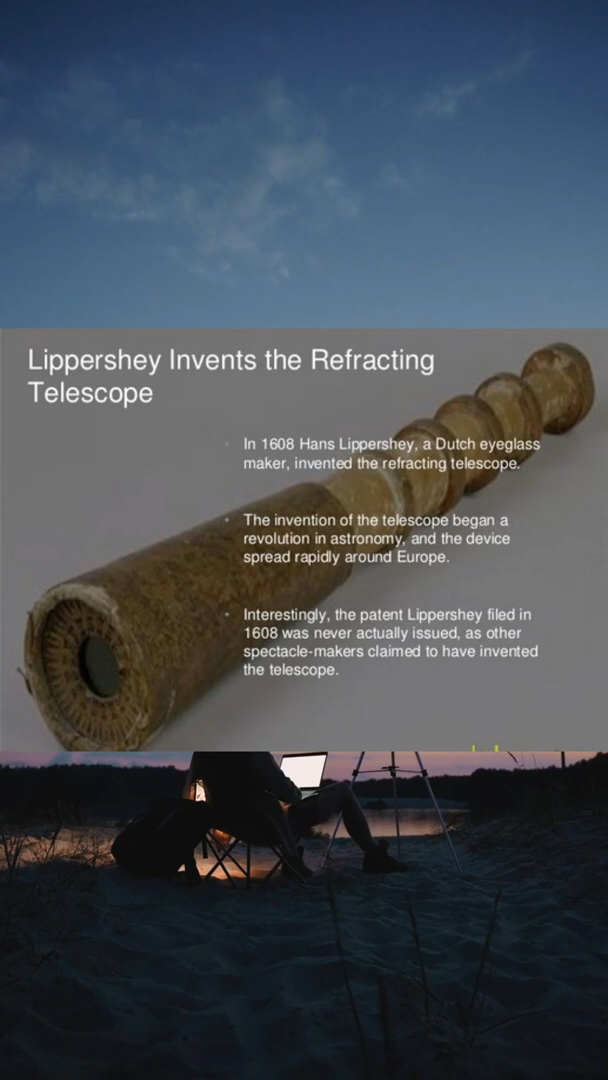 Lippershey Invents the Refracting
Telescope
In 1608 Hans Lippershey, a Dutch eyeglass
maker, invented the refracting telescope.
The invention of the telescope began a
revolution in astronomy, and the device
spread rapidly around Europe.
Interestingly, the patent Lippershey filed in
1608 was never actually issued, as other
spectacle-makers claimed to have invented
the telescope.